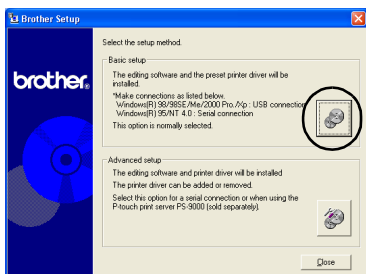 Brother Setup
Select the setup method.
brother.
Basic setup
The editing software and the preset printer driver will be
installed.
*Make connections as listed below.
Windows(R) 98/98SE/Me/2000 Pro./Xp : USB connection
Windows(R) 95/NT 4.0 : Serial connection
This option is normally selected.
Advanced setup
The editing software and printer driver will be installed
The printer driver can be added or removed.
Select this option for a serial connection or when using the
P-touch print server PS-9000 (sold separately).
Close